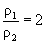 ρ₁/ρ₂ = 2